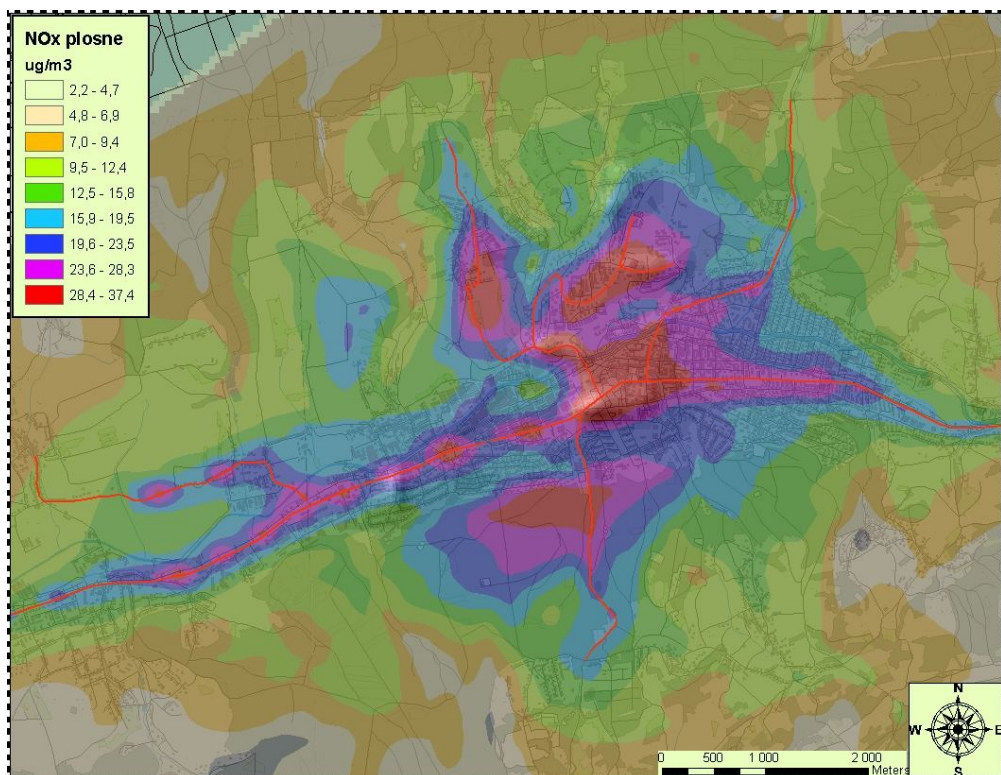 NOx plosne
ug/m3
2,2 - 4,7
4,8 - 6,9
7,0 - 9,4
9,5 - 12,4
12,5 - 15,8
15,9 - 19,5
19,6 - 23,5
23,6 - 28,3
28,4 - 37,4
N
W E
S
0 500 1 000 2 000
Meters